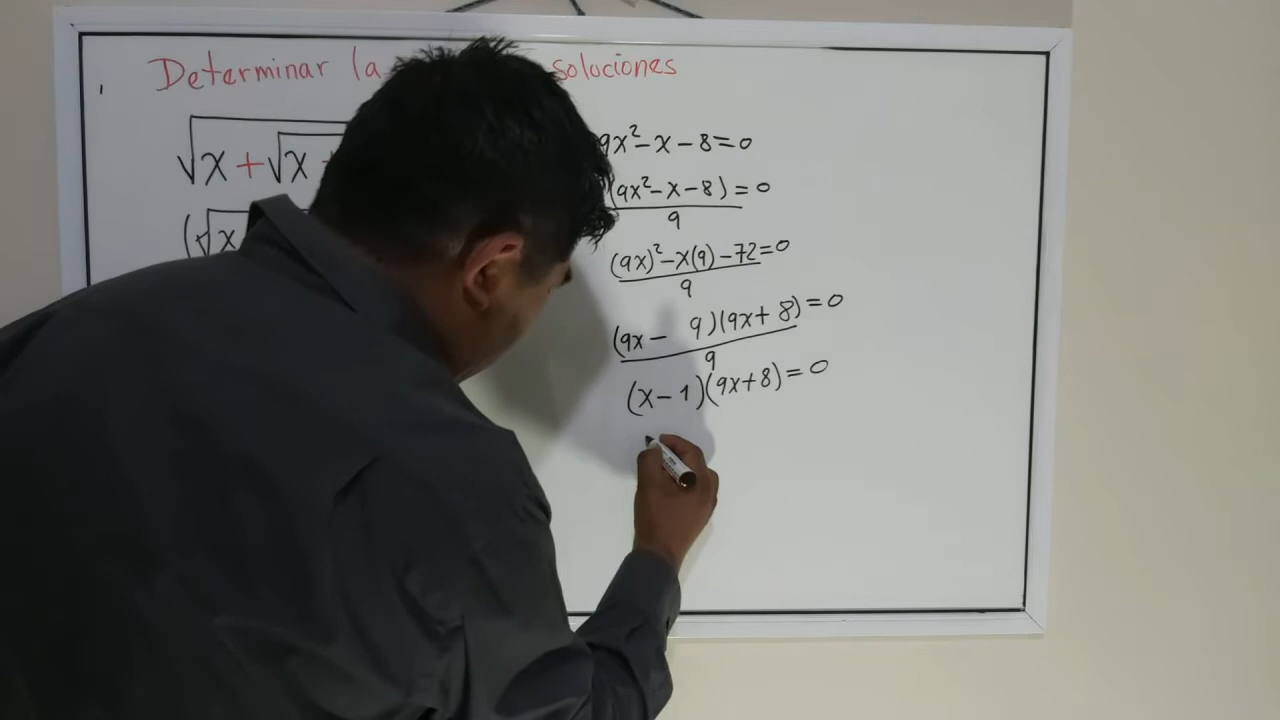 Determinar la soluciones
√x + √x
(√x
9x² - x - 8 = 0
(9x² - x - 8) = 0
9
(9x)² - x(9) - 72 = 0
9
(9x - 9)(9x + 8) = 0
9
(x - 1)(9x + 8) = 0